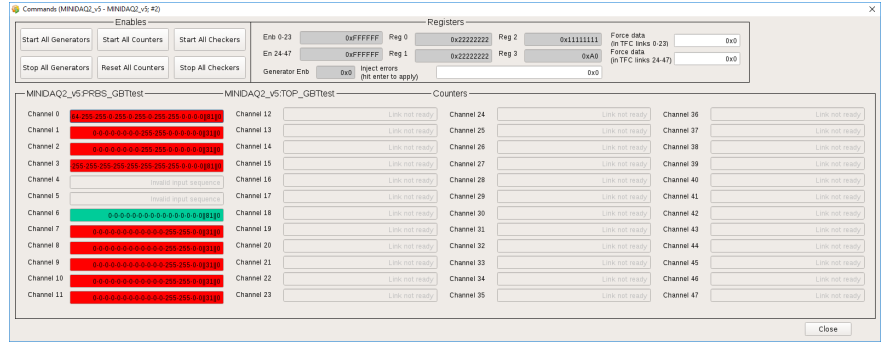 Commands (MINIDAQ2_v5 - MINIDAQ2_v5; #2)
Enables
Start All Generators Start All Counters Start All Checkers
Stop All Generators Reset All Counters Stop All Checkers
Registers
Enb 0-23 0xFFFFFF Reg 0 0x22222222 Reg 2 0x11111111 Force data (in TFC links 0-23) 0x0
En 24-47 0xFFFFFF Reg 1 0x22222222 Reg 3 0xA0 Force data (in TFC links 24-47) 0x0
Generator Enb 0x0 Inject errors (hit enter to apply) 0x0
MINIDAQ2_v5:PRBS_GBTtest MINIDAQ2_v5:TOP_GBTtest Counters
Channel 0 Channel 12 Link not ready Channel 24 Link not ready Channel 36 Link not ready
Channel 1 Channel 13 Link not ready Channel 25 Link not ready Channel 37 Link not ready
Channel 2 Channel 14 Link not ready Channel 26 Link not ready Channel 38 Link not ready
Channel 3 Channel 15 Link not ready Channel 27 Link not ready Channel 39 Link not ready
Channel 4 Invalid input sequence Channel 16 Link not ready Channel 28 Link not ready Channel 40 Link not ready
Channel 5 Invalid input sequence Channel 17 Link not ready Channel 29 Link not ready Channel 41 Link not ready
Channel 6 Channel 18 Link not ready Channel 30 Link not ready Channel 42 Link not ready
Channel 7 Channel 19 Link not ready Channel 31 Link not ready Channel 43 Link not ready
Channel 8 Channel 20 Link not ready Channel 32 Link not ready Channel 44 Link not ready
Channel 9 Channel 21 Link not ready Channel 33 Link not ready Channel 45 Link not ready
Channel 10 Channel 22 Link not ready Channel 34 Link not ready Channel 46 Link not ready
Channel 11 Channel 23 Link not ready Channel 35 Link not ready Channel 47 Link not ready
Close